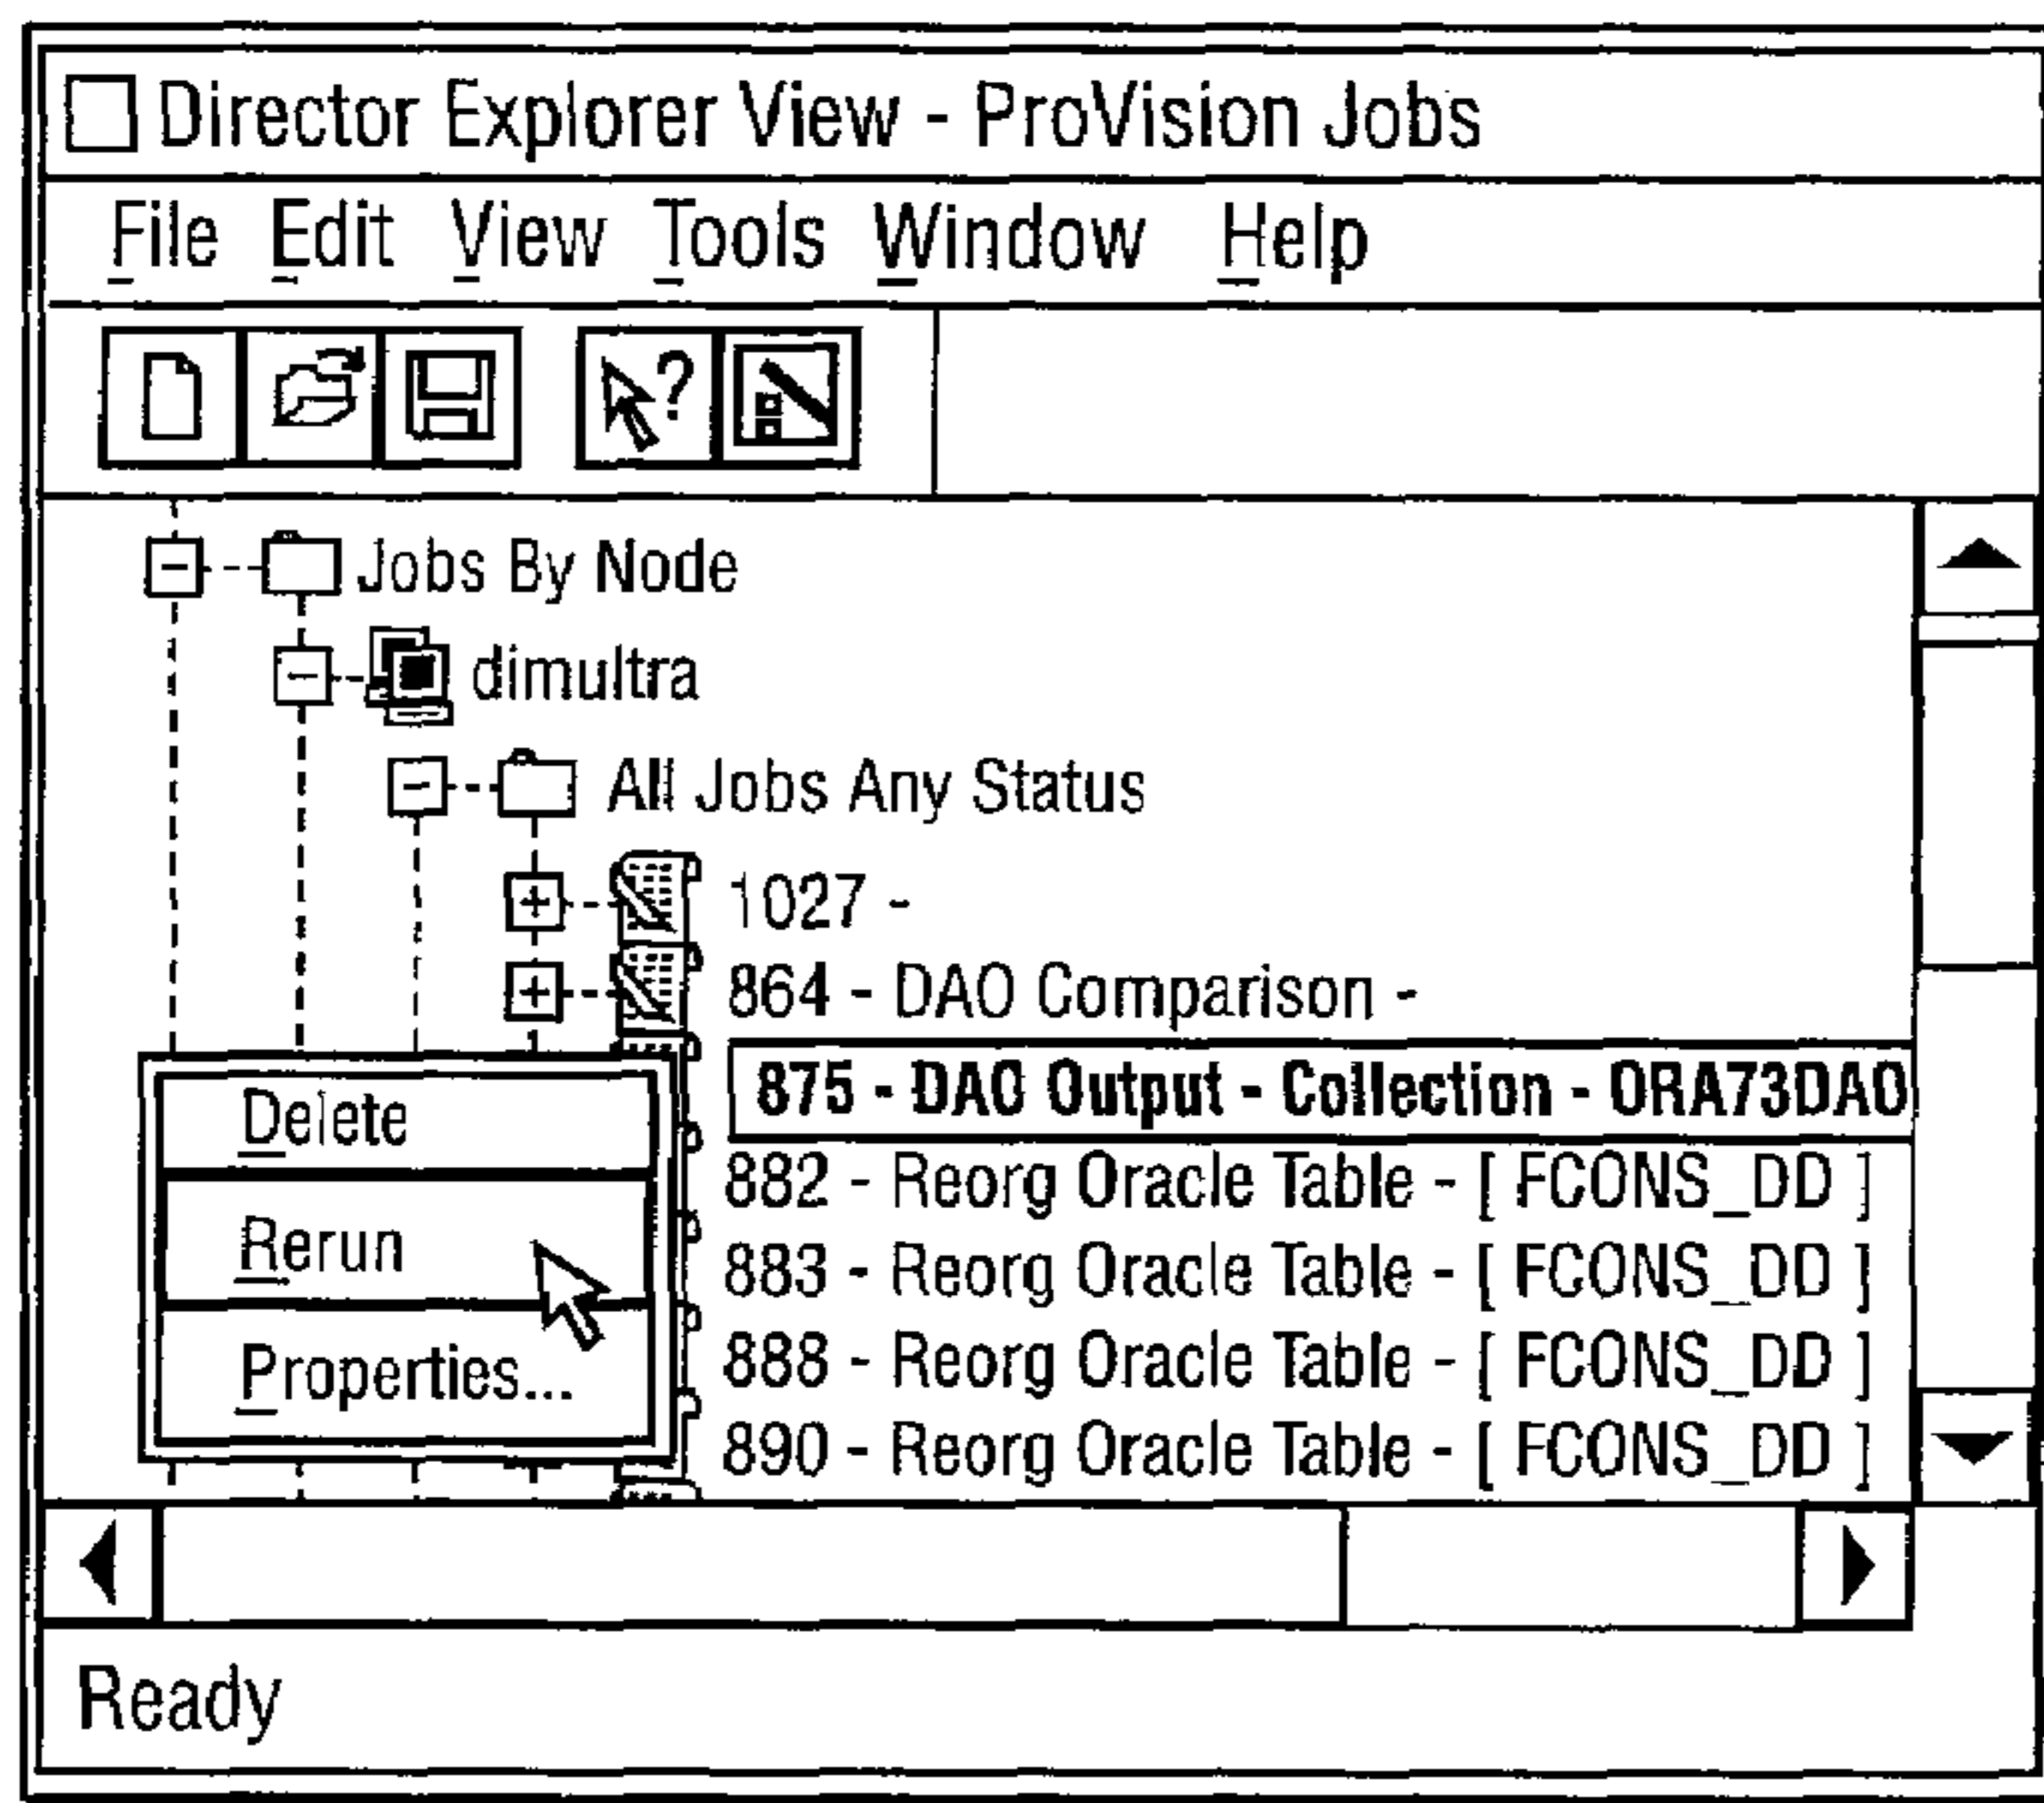 Director Explorer View - ProVision Jobs
File Edit View Tools Window Help
Jobs By Node
dimultra
All Jobs Any Status
1027 -
864 - DAO Comparison -
875 - DAO Output - Collection - ORA73DAO
Delete
882 - Reorg Oracle Table - [ FCONS_DD ]
Rerun
883 - Reorg Oracle Table - [ FCONS_DD ]
888 - Reorg Oracle Table - [ FCONS_DD ]
Properties...
890 - Reorg Oracle Table - [ FCONS_DD ]
Ready